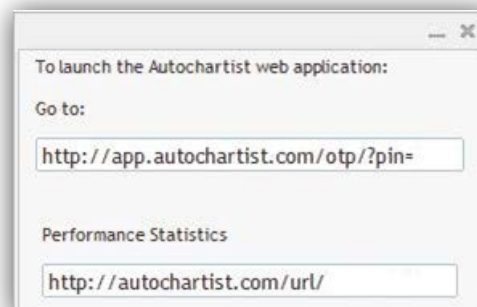 To launch the Autochartist web application:
Go to:
http://app.autochartist.com/otp/?pin=
Performance Statistics
http://autochartist.com/url/